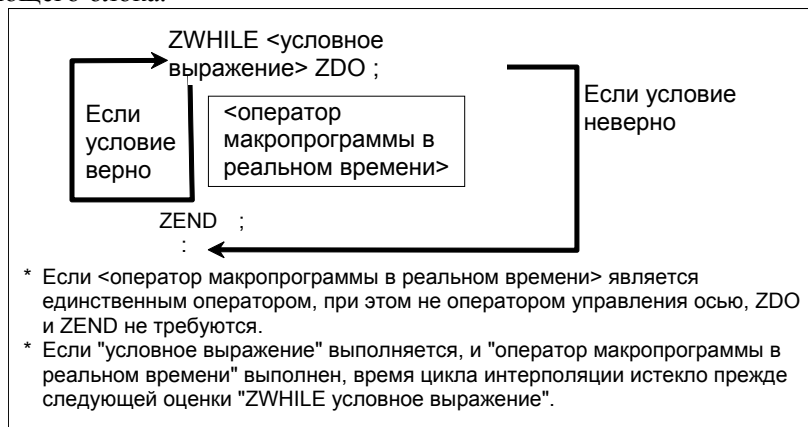 ZWHILE <условное
выражение> ZDO ;
Если
условие
верно
<оператор
макропрограммы в
реальном времени>
Если условие
неверно
ZEND ;
:
* Если <оператор макропрограммы в реальном времени> является
единственным оператором, при этом не оператором управления осью, ZDO
и ZEND не требуются.
* Если "условное выражение" выполняется, и "оператор макропрограммы в
реальном времени" выполнен, время цикла интерполяции истекло прежде
следующей оценки "ZWHILE условное выражение".